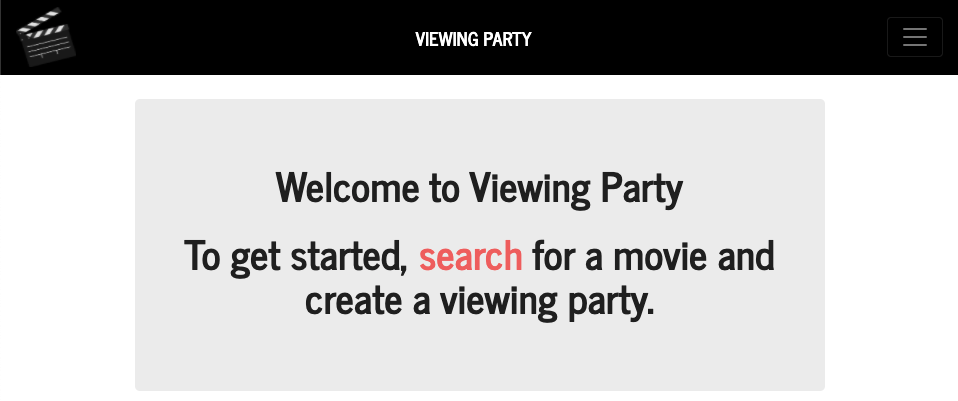 VIEWING PARTY
Welcome to Viewing Party
To get started, search for a movie and
create a viewing party.